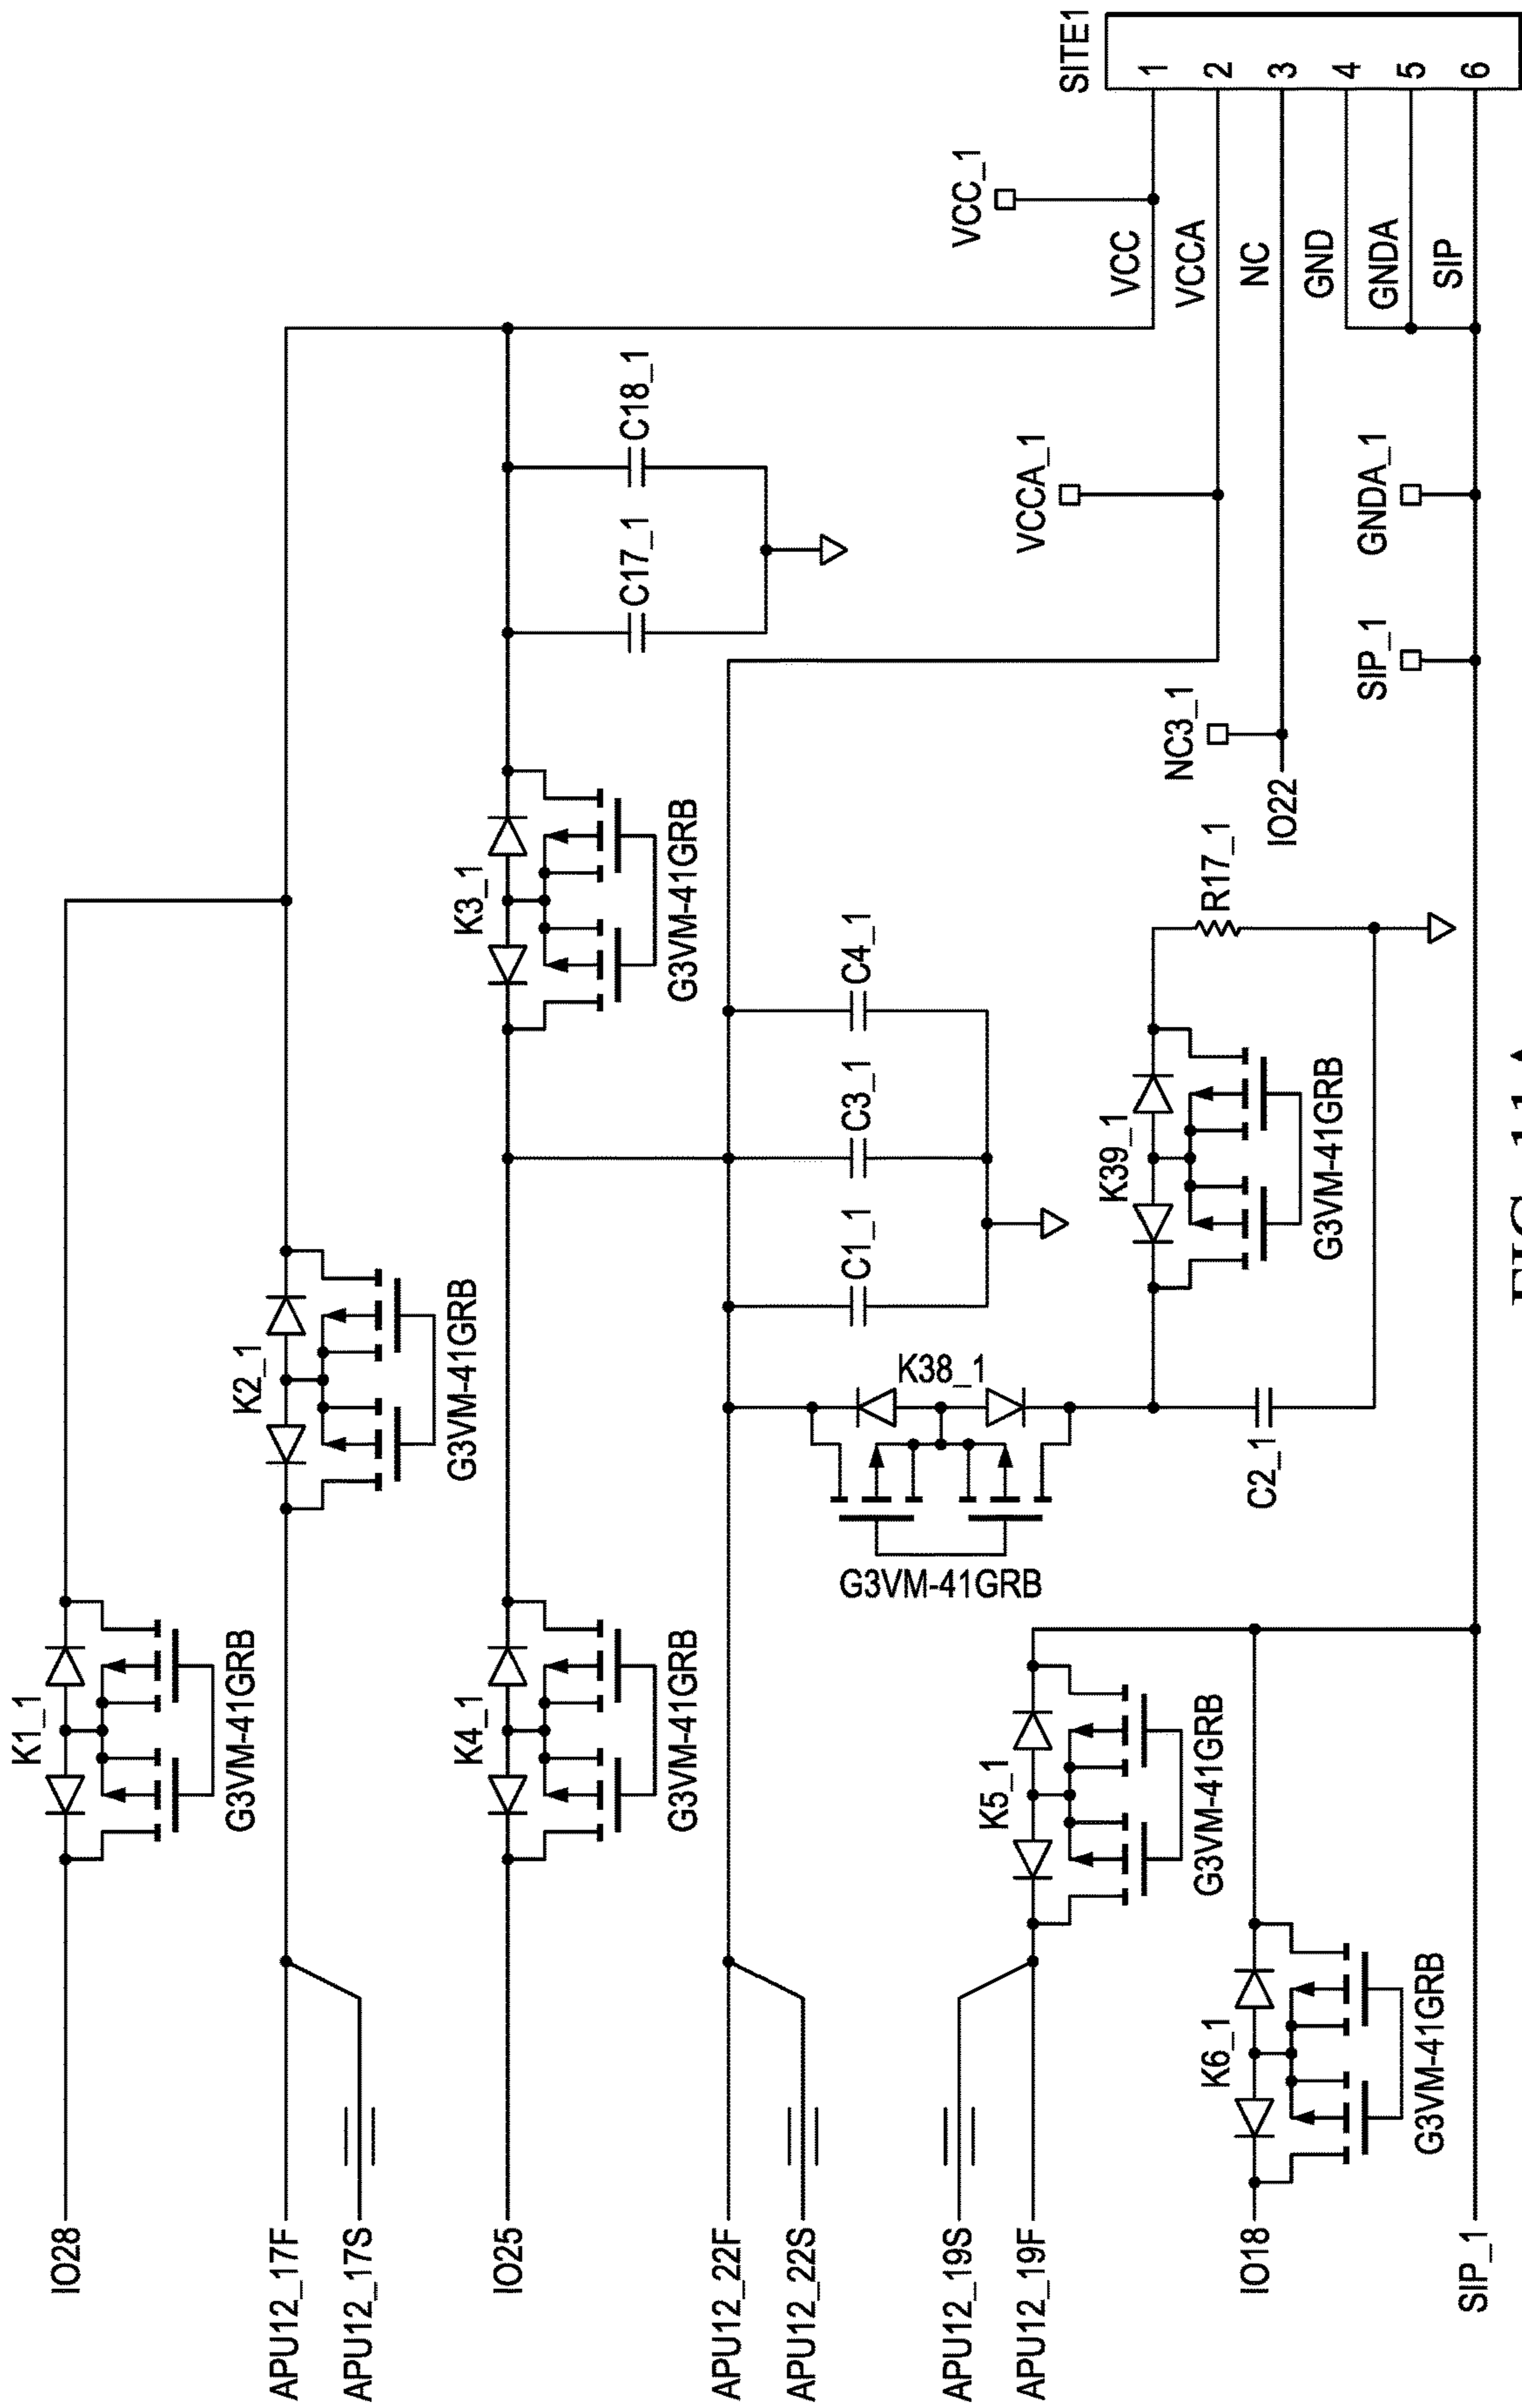 IO28
K1_1
G3VM-41GRB
APU12_17F
APU12_17S
K2_1
G3VM-41GRB
IO25
K4_1
G3VM-41GRB
K3_1
G3VM-41GRB
C17_1
C18_1
APU12_22F
APU12_22S
K38_1
G3VM-41GRB
C1_1
C3_1
C4_1
C2_1
K39_1
G3VM-41GRB
R17_1
APU12_19S
APU12_19F
K5_1
G3VM-41GRB
IO18
K6_1
G3VM-41GRB
SIP_1
IO22
NC3_1
VCCA_1
SIP_1
GNDA_1
VCC_1
VCC
VCCA
NC
GND
GNDA
SIP
SITE1
1
2
3
4
5
6